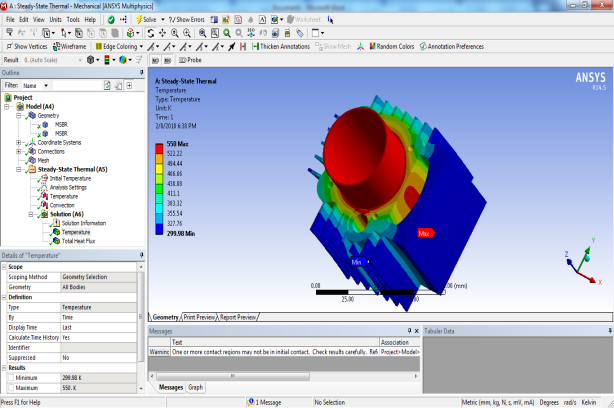 A : Steady-State Thermal - Mechanical [ANSYS Multiphysics]
File Edit View Units Tools Help Solve Show Errors Worksheet
Show Vertices Wireframe Edge Coloring Thicken Annotations Show Mesh Random Colors Annotation Preferences
Result 0. (Auto Scale) Probe
Outline
Filter: Name
Project
Model (A4)
Geometry
MSBR
MSBR
Coordinate Systems
Connections
Mesh
Steady-State Thermal (A5)
Initial Temperature
Analysis Settings
Temperature
Convection
Solution (A6)
Solution Information
Temperature
Total Heat Flux
Details of "Temperature"
Scope
Scoping Method Geometry Selection
Geometry All Bodies
Definition
Type Temperature
By Time
Display Time Last
Calculate Time History Yes
Identifier
Suppressed No
Results
Minimum 299.98 K
Maximum 550. K
A: Steady-State Thermal
Temperature
Type: Temperature
Unit: K
Time: 1
2/8/2018 6:38 PM
550 Max
522.22
494.44
466.66
438.88
411.1
383.32
355.54
327.76
299.98 Min
ANSYS
R14.5
Max
Min
0.00 (mm)
25.00
Z Y X
Geometry Print Preview Report Preview
Messages
Text Association
Warning One or more contact regions may not be in initial contact. Check results carefully. Project>Model>
Messages Graph
Tabular Data
Press F1 for Help 1 Message No Selection Metric (mm, kg, N, s, mV, mA) Degrees rad/s Kelvin